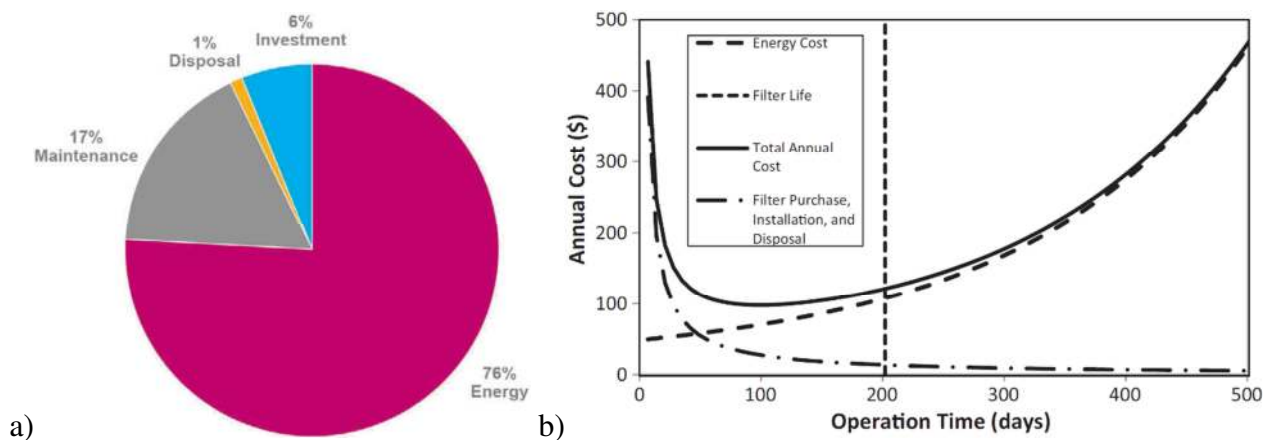 6%
Investment
1%
Disposal
17%
Maintenance
76%
Energy
a)
b)
500
400
300
200
100
0
Annual Cost ($)
Energy Cost
Filter Life
Total Annual
Cost
Filter Purchase,
Installation, and
Disposal
0
100
200
300
400
500
Operation Time (days)